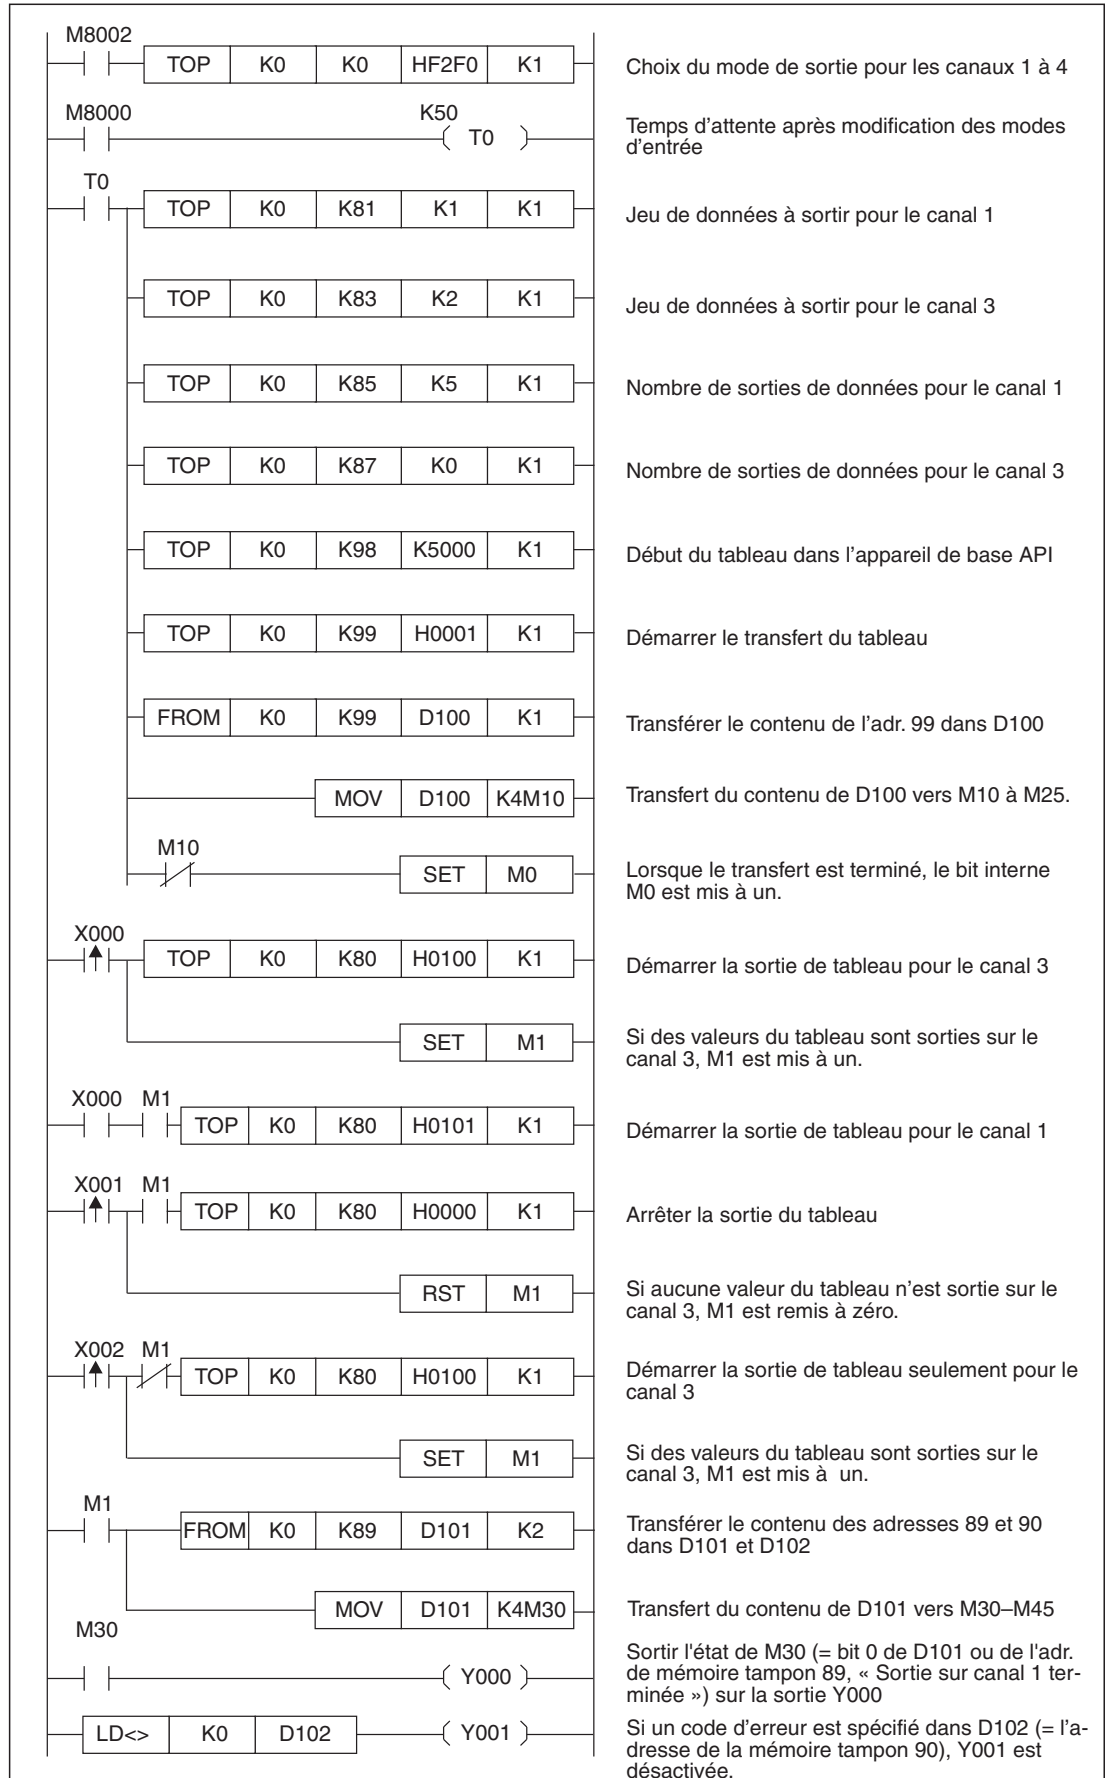 M8002
TOP K0 K0 HF2F0 K1
Choix du mode de sortie pour les canaux 1 à 4
M8000
K50
T0
Temps d'attente après modification des modes
d'entrée
T0
TOP K0 K81 K1 K1
Jeu de données à sortir pour le canal 1
TOP K0 K83 K2 K1
Jeu de données à sortir pour le canal 3
TOP K0 K85 K5 K1
Nombre de sorties de données pour le canal 1
TOP K0 K87 K0 K1
Nombre de sorties de données pour le canal 3
TOP K0 K98 K5000 K1
Début du tableau dans l'appareil de base API
TOP K0 K99 H0001 K1
Démarrer le transfert du tableau
FROM K0 K99 D100 K1
Transférer le contenu de l'adr. 99 dans D100
MOV D100 K4M10
Transfert du contenu de D100 vers M10 à M25.
M10
SET M0
Lorsque le transfert est terminé, le bit interne
M0 est mis à un.
X000
TOP K0 K80 H0100 K1
Démarrer la sortie de tableau pour le canal 3
SET M1
Si des valeurs du tableau sont sorties sur le
canal 3, M1 est mis à un.
X000 M1
TOP K0 K80 H0101 K1
Démarrer la sortie de tableau pour le canal 1
X001 M1
TOP K0 K80 H0000 K1
Arrêter la sortie du tableau
RST M1
Si aucune valeur du tableau n'est sortie sur le
canal 3, M1 est remis à zéro.
X002 M1
TOP K0 K80 H0100 K1
Démarrer la sortie de tableau seulement pour le
canal 3
SET M1
Si des valeurs du tableau sont sorties sur le
canal 3, M1 est mis à un.
M1
FROM K0 K89 D101 K2
Transférer le contenu des adresses 89 et 90
dans D101 et D102
MOV D101 K4M30
Transfert du contenu de D101 vers M30–M45
M30
Y000
Sortir l'état de M30 (= bit 0 de D101 ou de l'adr.
de mémoire tampon 89, « Sortie sur canal 1 ter-
minée ») sur la sortie Y000
LD<> K0 D102
Y001
Si un code d'erreur est spécifié dans D102 (= l'a-
dresse de la mémoire tampon 90), Y001 est
désactivée.